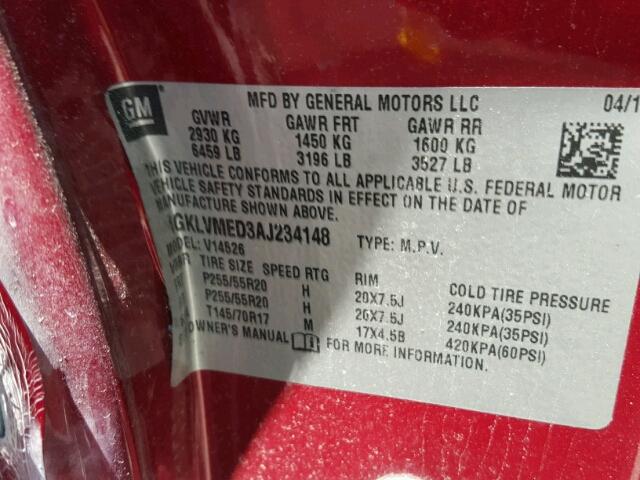 GM
MFD BY GENERAL MOTORS LLC 04/1
GVWR GAWR FRT GAWR RR
2930 KG 1450 KG 1600 KG
6459 LB 3196 LB 3527 LB
THIS VEHICLE CONFORMS TO ALL APPLICABLE U.S. FEDERAL MOTOR
VEHICLE SAFETY STANDARDS IN EFFECT ON THE DATE OF
MANUFACTURE SHOWN ABOVE.
GKLVMED3AJ234148 TYPE: M.P.V.
MODEL: V14526
TIRE SIZE SPEED RTG RIM COLD TIRE PRESSURE
P255/55R20 H 20X7.5J 240KPA(35PSI)
P255/55R20 H 20X7.5J 240KPA(35PSI)
T145/70R17 M 17X4.5B 420KPA(60PSI)
OWNER'S MANUAL FOR MORE INFORMATION.